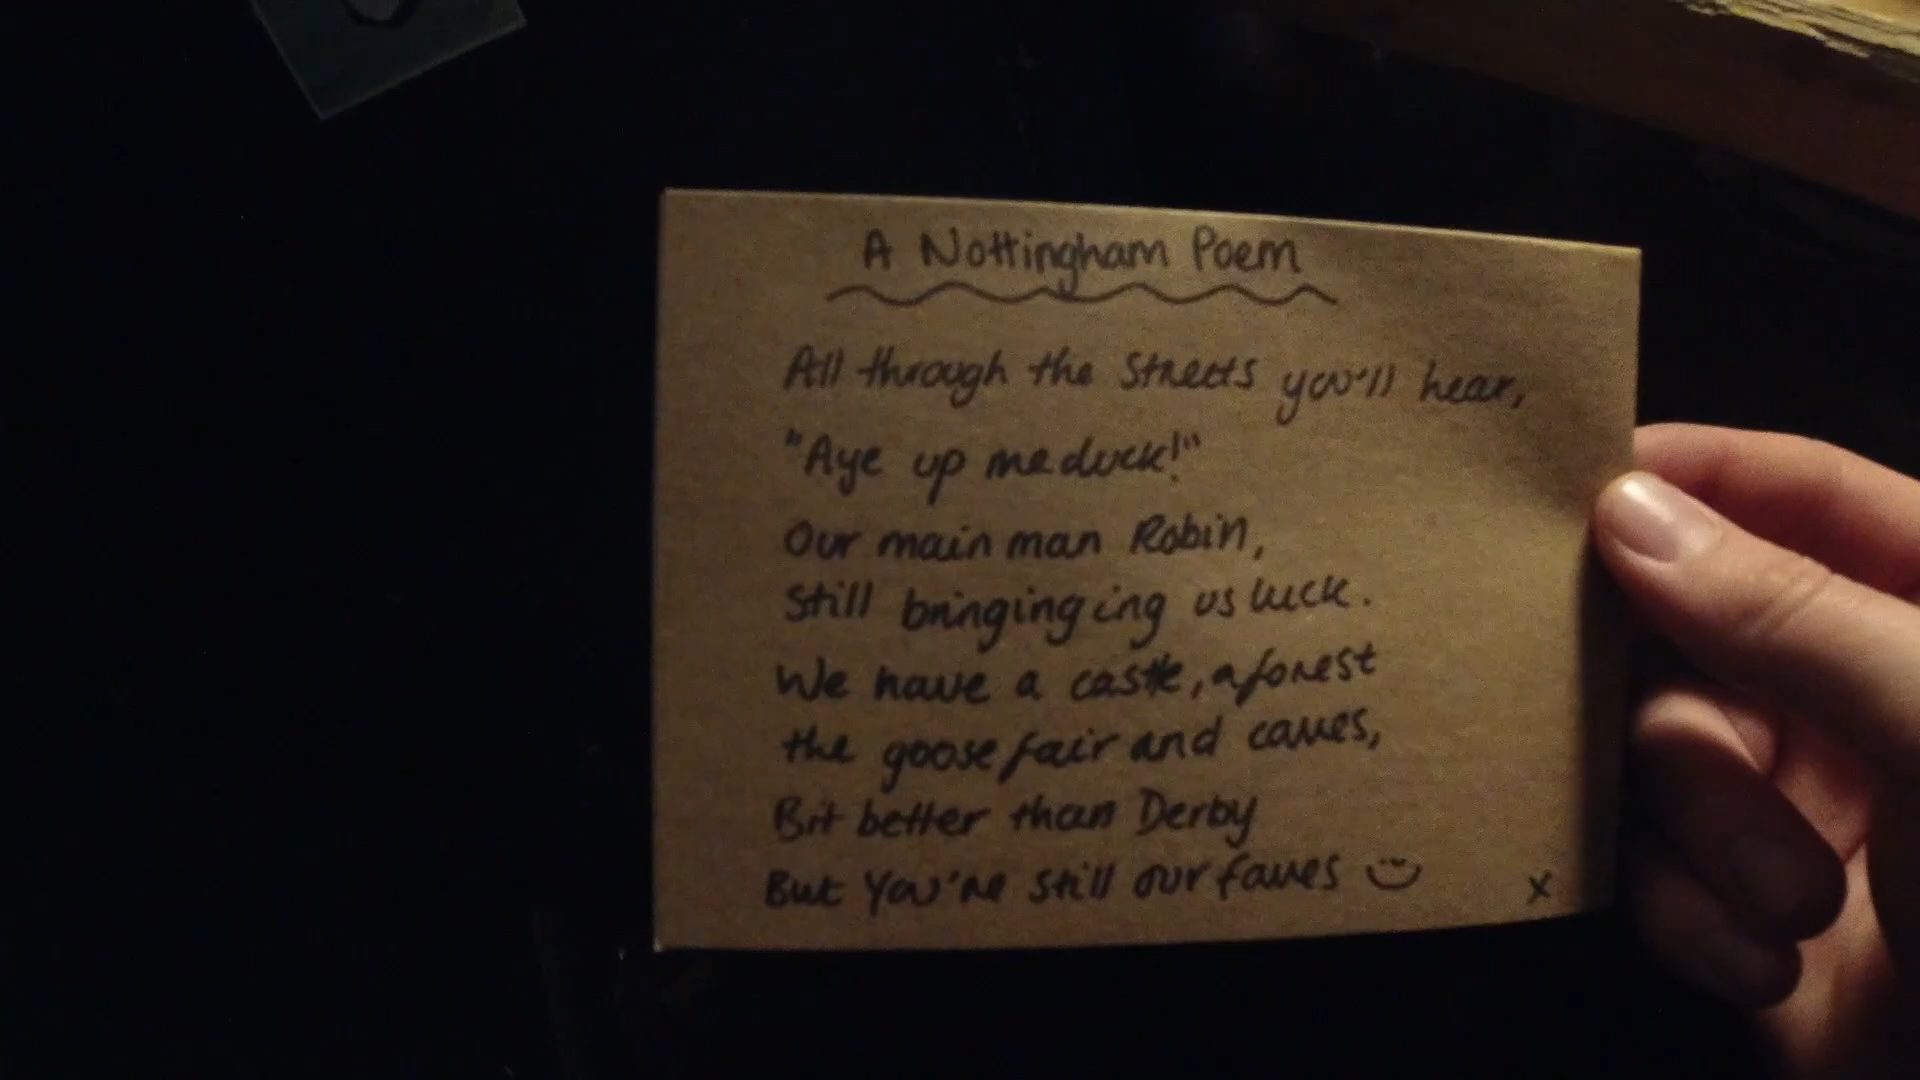 A Nottingham Poem
All through the streets you'll hear,
"Aye up me duck!"
Our main man Robin,
Still bringinging us luck.
We have a castle, a forest
the goose fair and caves,
Bit better than Derby
But You're still our faves
x